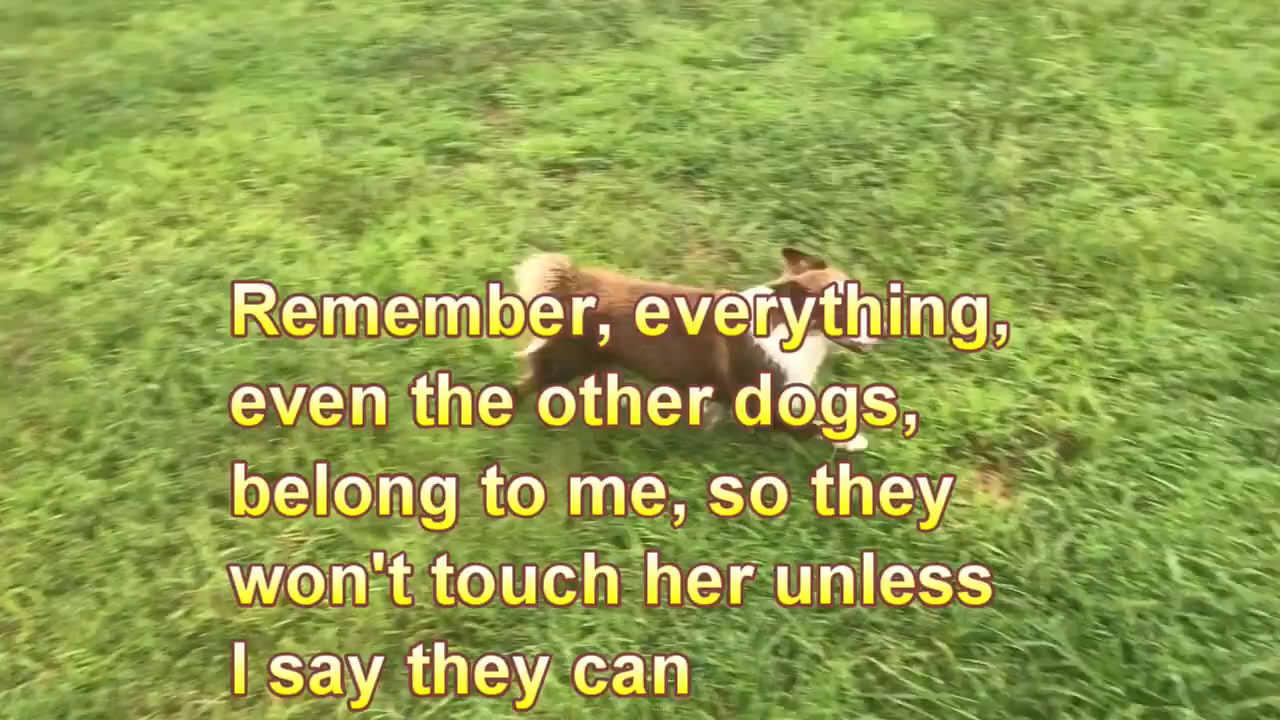 Remember, everything,
even the other dogs,
belong to me, so they
won't touch her unless
I say they can